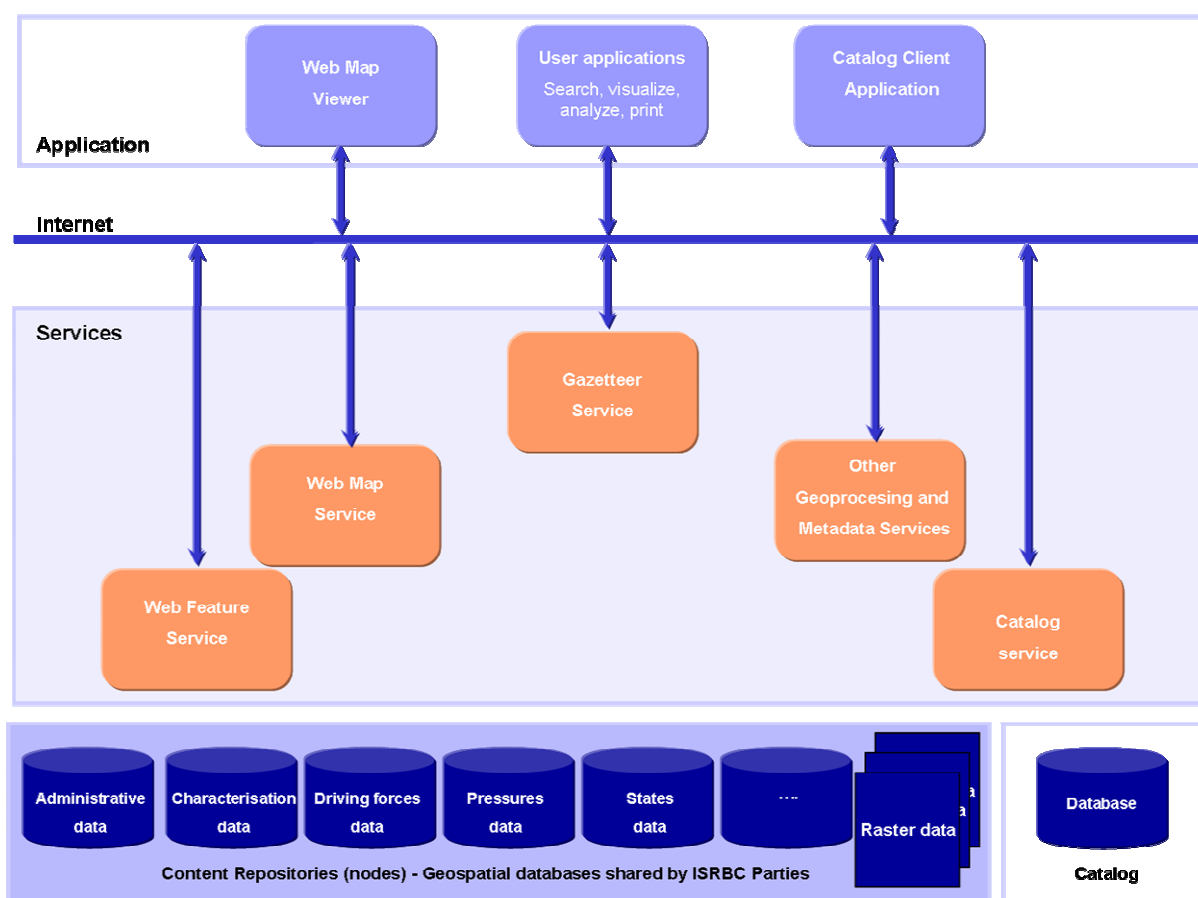 Web Map
Viewer
User applications
Search, visualize,
analyze, print
Catalog Client
Application
Application
Internet
Services
Gazetteer
Service
Web Map
Service
Other
Geoprocesing and
Metadata Services
Web Feature
Service
Catalog
service
Administrative
data
Characterisation
data
Driving forces
data
Pressures
data
States
data
....
Raster data
a
a
Database
Content Repositories (nodes) - Geospatial databases shared by ISRBC Parties
Catalog